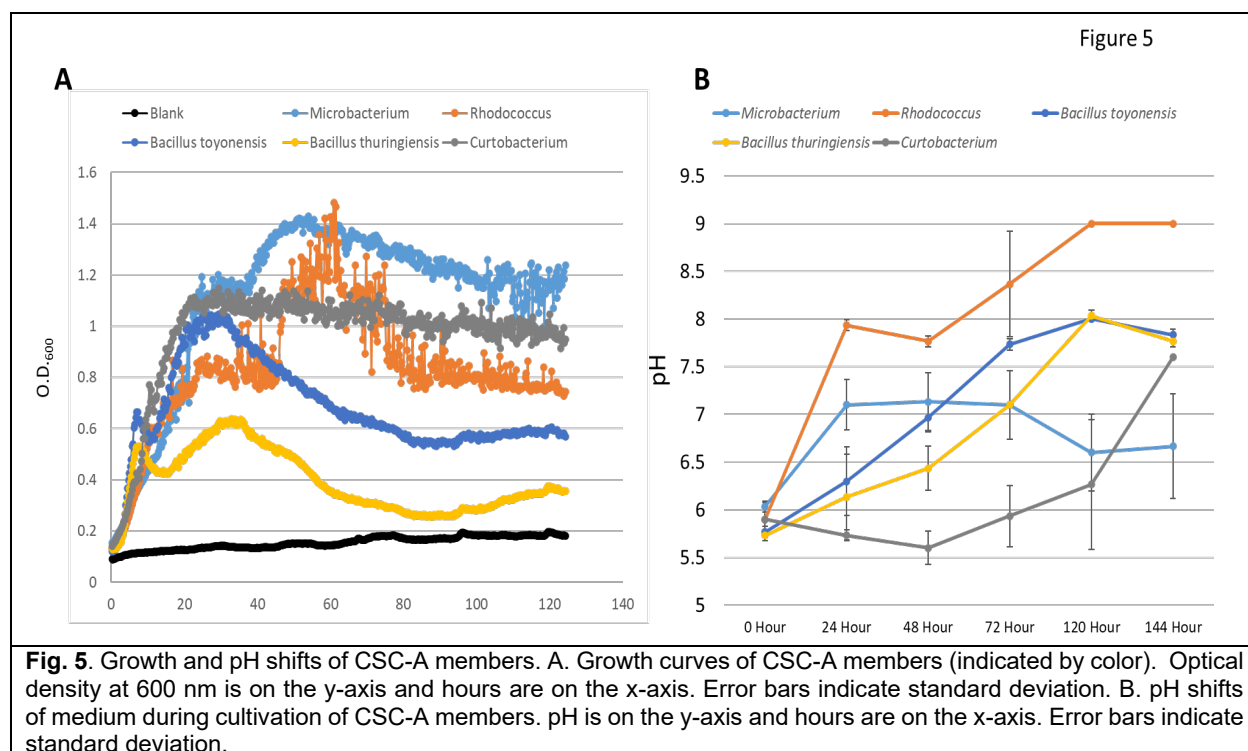 Figure 5
A
Blank Microbacterium Rhodococcus
Bacillus toyonensis Bacillus thuringiensis Curtobacterium
1.6
1.4
1.2
1
0.8
0.6
0.4
0.2
0
O.D.600
0 20 40 60 80 100 120 140
B
Microbacterium Rhodococcus Bacillus toyonensis
Bacillus thuringiensis Curtobacterium
9.5
9
8.5
8
7.5
7
6.5
6
5.5
5
pH
0 Hour 24 Hour 48 Hour 72 Hour 120 Hour 144 Hour
Fig. 5. Growth and pH shifts of CSC-A members. A. Growth curves of CSC-A members (indicated by color). Optical
density at 600 nm is on the y-axis and hours are on the x-axis. Error bars indicate standard deviation. B. pH shifts
of medium during cultivation of CSC-A members. pH is on the y-axis and hours are on the x-axis. Error bars indicate
standard deviation.